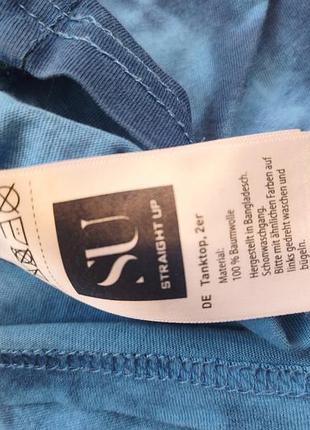 SU
STRAIGHT UP
DE Tanktop, 2er
Material:
100 % Baumwolle
Hergestellt in Bangladesch.
Schonwaschgang.
Bitte mit ähnlichen Farben auf
links gedreht waschen und
bügeln.